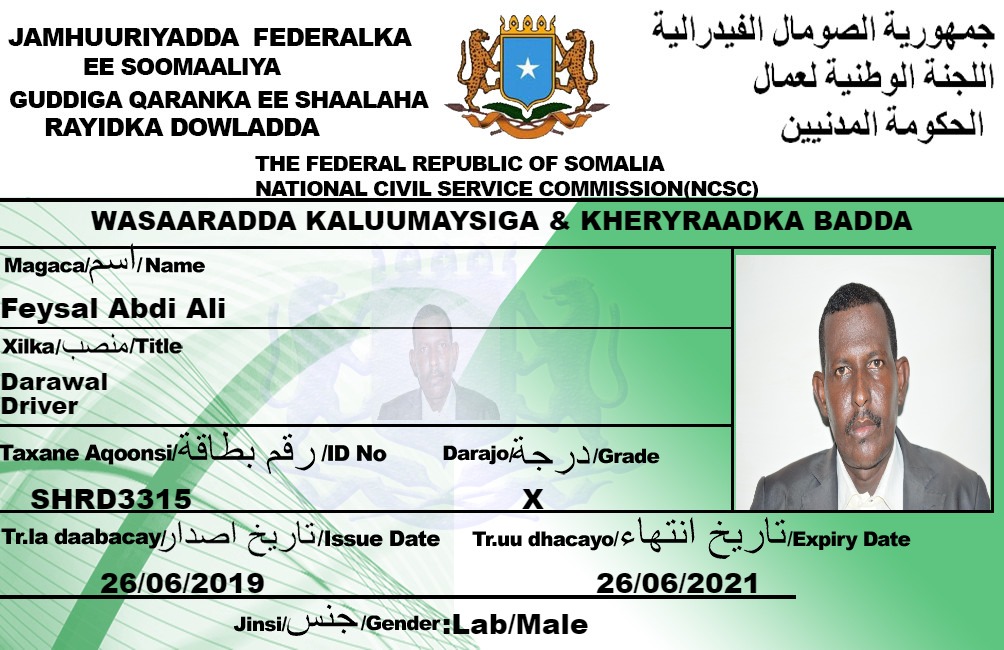 JAMHUURIYADDA FEDERALKA
EE SOOMAALIYA
GUDDIGA QARANKA EE SHAALAHA
RAYIDKA DOWLADDA
جمهورية الصومال الفيدرالية
اللجنة الوطنية لعمال
الحكومة المدنيين
THE FEDERAL REPUBLIC OF SOMALIA
NATIONAL CIVIL SERVICE COMMISSION(NCSC)
WASAARADDA KALUUMAYSIGA & KHERYRAADKA BADDA
Magaca/اسم/Name
Feysal Abdi Ali
Xilka/منصب/Title
Darawal
Driver
Taxane Aqoonsi/رقم بطاقة/ID No
Darajo/درجة/Grade
SHRD3315
X
Tr.la daabacay/تاريخ اصدار/Issue Date
Tr.uu dhacayo/تاريخ انتهاء/Expiry Date
26/06/2019
26/06/2021
Jinsi/جنس/Gender:Lab/Male